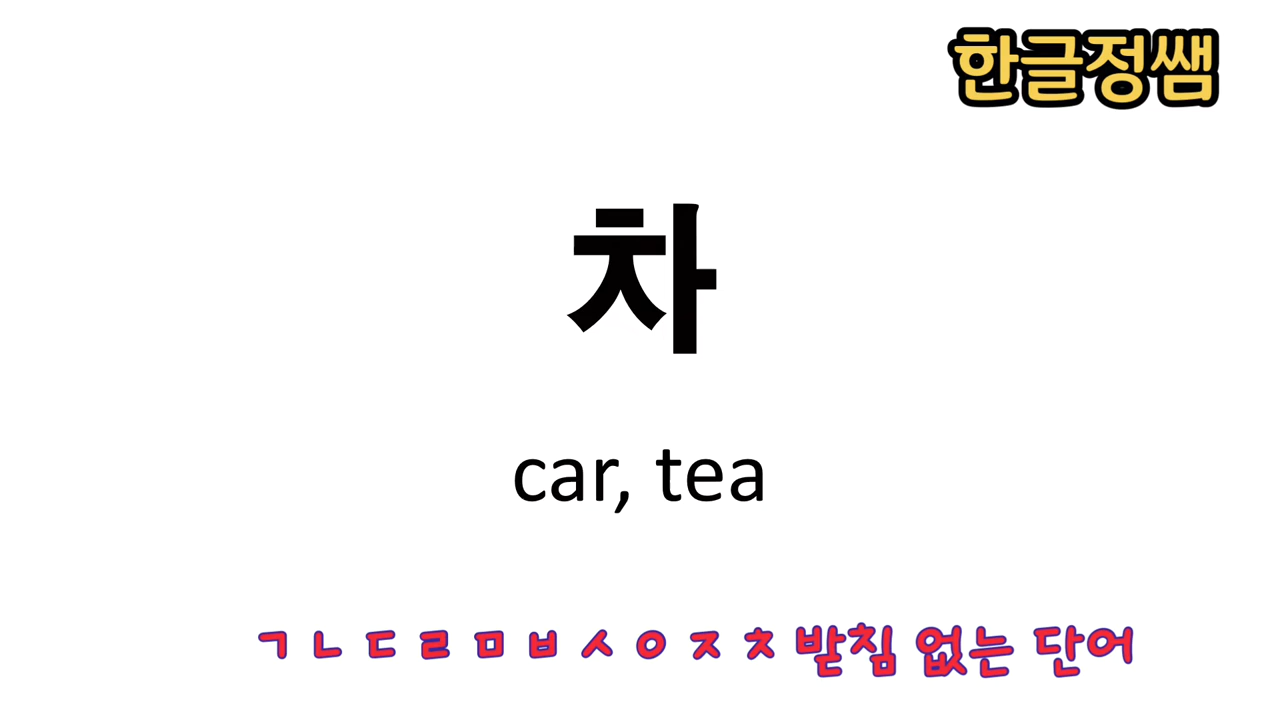 한글정쌤
차
car, tea
ㄱ ㄴ ㄷ ㄹ ㅁ ㅂ ㅅ ㅇ ㅈ ㅊ 받침 없는 단어